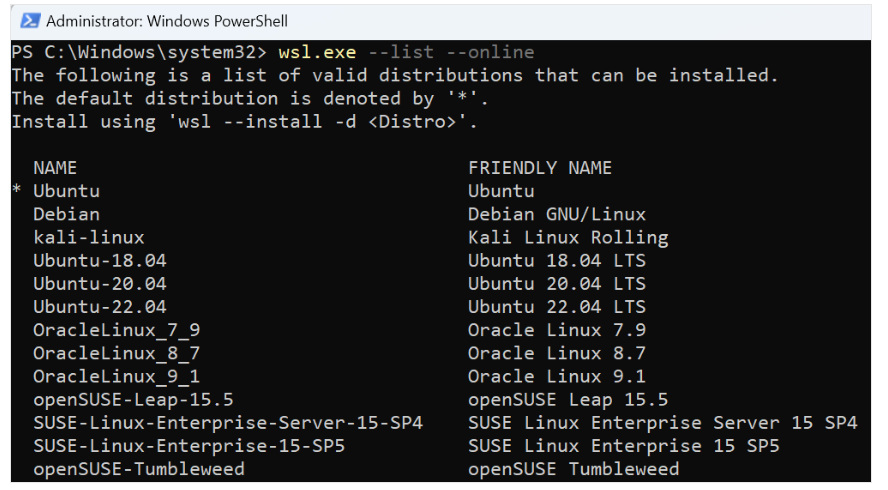 Administrator: Windows PowerShell
PS C:\Windows\system32> wsl.exe --list --online
The following is a list of valid distributions that can be installed.
The default distribution is denoted by '*'.
Install using 'wsl --install -d <Distro>'.
NAME FRIENDLY NAME
* Ubuntu Ubuntu
Debian Debian GNU/Linux
kali-linux Kali Linux Rolling
Ubuntu-18.04 Ubuntu 18.04 LTS
Ubuntu-20.04 Ubuntu 20.04 LTS
Ubuntu-22.04 Ubuntu 22.04 LTS
OracleLinux_7_9 Oracle Linux 7.9
OracleLinux_8_7 Oracle Linux 8.7
OracleLinux_9_1 Oracle Linux 9.1
openSUSE-Leap-15.5 openSUSE Leap 15.5
SUSE-Linux-Enterprise-Server-15-SP4 SUSE Linux Enterprise Server 15 SP4
SUSE-Linux-Enterprise-15-SP5 SUSE Linux Enterprise 15 SP5
openSUSE-Tumbleweed openSUSE Tumbleweed